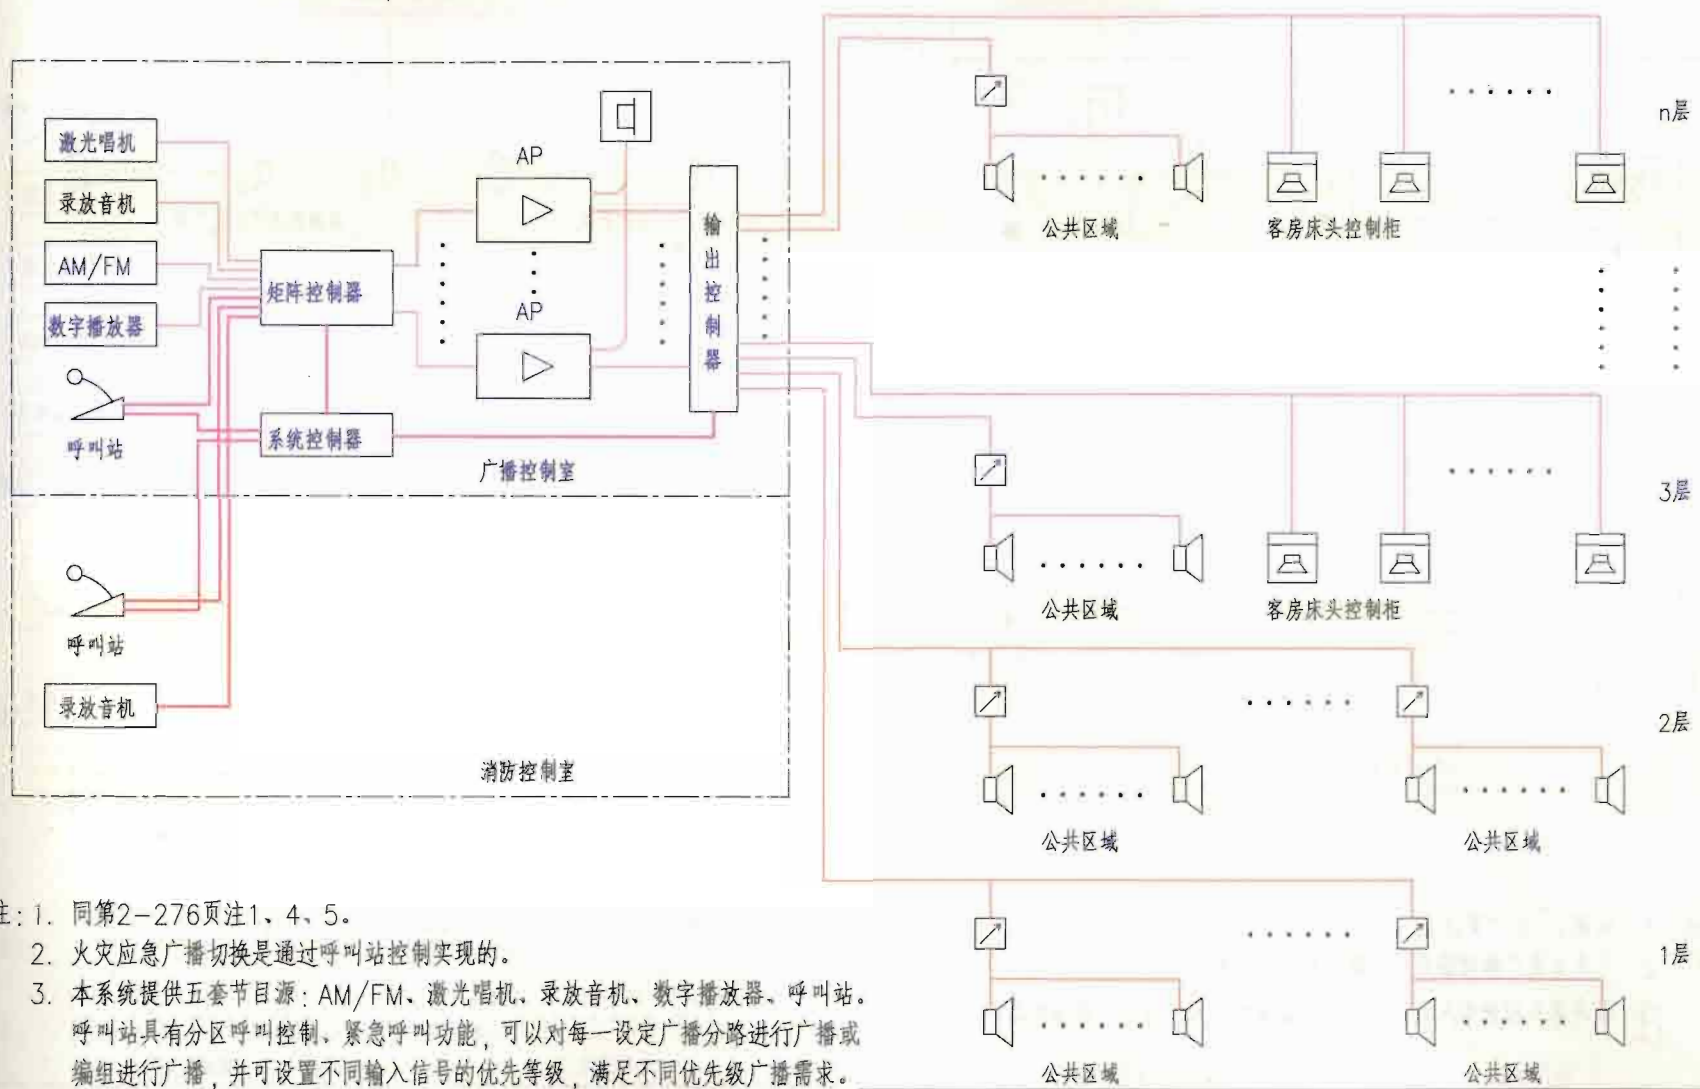 激光唱机
录放音机
AM/FM
数字播放器
呼叫站
矩阵控制器
系统控制器
AP
AP
输出控制器
广播控制室
呼叫站
录放音机
消防控制室
公共区域
客房床头控制柜
n层
公共区域
客房床头控制柜
3层
公共区域
公共区域
2层
公共区域
公共区域
1层
注:1. 同第2-276页注1、4、5。
2. 火灾应急广播切换是通过呼叫站控制实现的。
3. 本系统提供五套节目源:AM/FM、激光唱机、录放音机、数字播放器、呼叫站。
呼叫站具有分区呼叫控制、紧急呼叫功能,可以对每一设定广播分路进行广播或
编组进行广播,并可设置不同输入信号的优先等级,满足不同优先级广播需求。